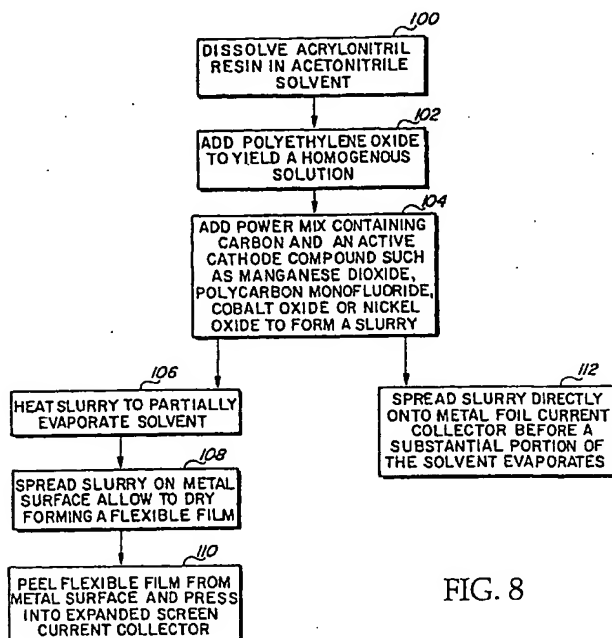 100
DISSOLVE ACRYLONITRIL
RESIN IN ACETONITRILE
SOLVENT
102
ADD POLYETHYLENE OXIDE
TO YIELD A HOMOGENOUS
SOLUTION
104
ADD POWER MIX CONTAINING
CARBON AND AN ACTIVE
CATHODE COMPOUND SUCH
AS MANGANESE DIOXIDE,
POLYCARBON MONOFLUORIDE,
COBALT OXIDE OR NICKEL
OXIDE TO FORM A SLURRY
106
HEAT SLURRY TO PARTIALLY
EVAPORATE SOLVENT
108
SPREAD SLURRY ON METAL
SURFACE ALLOW TO DRY
FORMING A FLEXIBLE FILM
110
PEEL FLEXIBLE FILM FROM
METAL SURFACE AND PRESS
INTO EXPANDED SCREEN
CURRENT COLLECTOR
112
SPREAD SLURRY DIRECTLY
ONTO METAL FOIL CURRENT
COLLECTOR BEFORE A
SUBSTANTIAL PORTION OF
THE SOLVENT EVAPORATES
FIG. 8